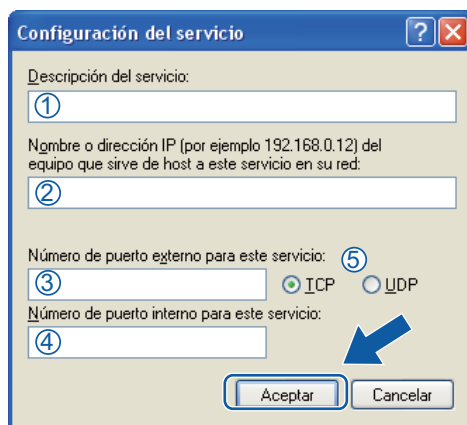 Configuración del servicio
Descripción del servicio:
1
Nombre o dirección IP (por ejemplo 192.168.0.12) del
equipo que sirve de host a este servicio en su red:
2
Número de puerto externo para este servicio: 5
3 TCP UDP
Número de puerto interno para este servicio:
4
Aceptar Cancelar